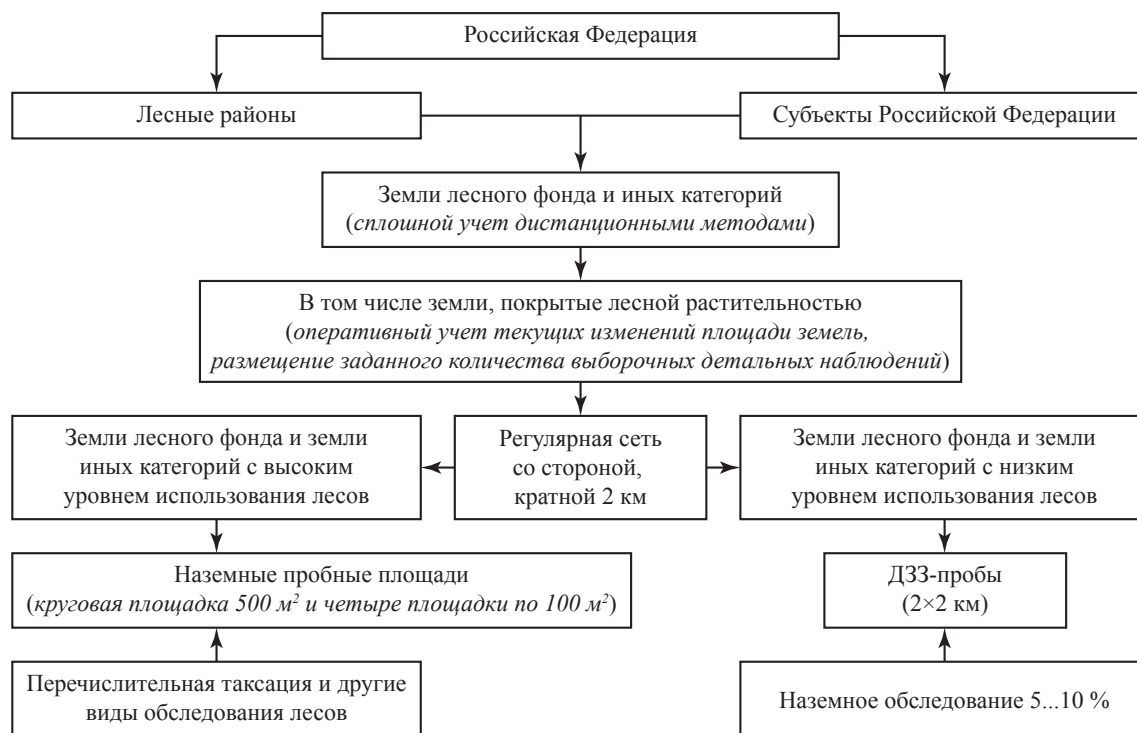 Российская Федерация
Лесные районы
Субъекты Российской Федерации
Земли лесного фонда и иных категорий
(сплошной учет дистанционными методами)
В том числе земли, покрытые лесной растительностью
(оперативный учет текущих изменений площади земель,
размещение заданного количества выборочных детальных наблюдений)
Земли лесного фонда и земли
иных категорий с высоким
уровнем использования лесов
Регулярная сеть
со стороной,
кратной 2 км
Земли лесного фонда и земли
иных категорий с низким
уровнем использования лесов
Наземные пробные площади
(круговая площадка 500 м² и четыре площадки по 100 м²)
ДЗЗ-пробы
(2×2 км)
Перечислительная таксация и другие
виды обследования лесов
Наземное обследование 5...10 %